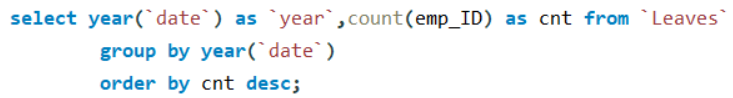 select year(`date`) as `year`,count(emp_ID) as cnt from `Leaves`
group by year(`date`)
order by cnt desc;